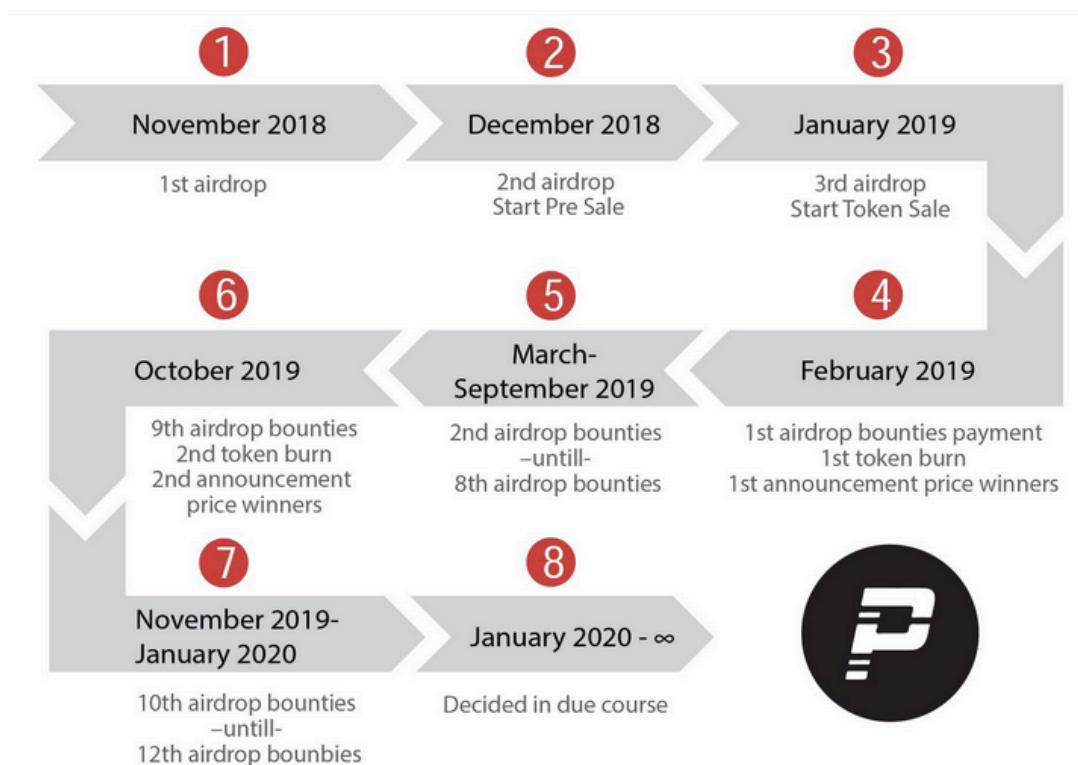 1
November 2018
1st airdrop
2
December 2018
2nd airdrop
Start Pre Sale
3
January 2019
3rd airdrop
Start Token Sale
4
February 2019
1st airdrop bounties payment
1st token burn
1st announcement price winners
5
March-
September 2019
2nd airdrop bounties
–untill-
8th airdrop bounties
6
October 2019
9th airdrop bounties
2nd token burn
2nd announcement
price winners
7
November 2019-
January 2020
10th airdrop bounties
–untill-
12th airdrop bounbies
8
January 2020 - ∞
Decided in due course
P